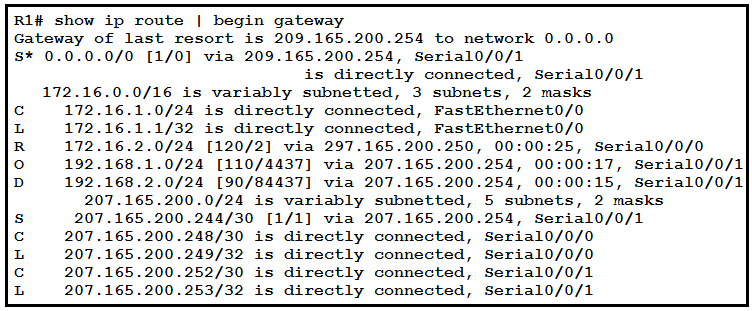 R1# show ip route | begin gateway
Gateway of last resort is 209.165.200.254 to network 0.0.0.0
S* 0.0.0.0/0 [1/0] via 209.165.200.254, Serial0/0/1
is directly connected, Serial0/0/1
172.16.0.0/16 is variably subnetted, 3 subnets, 2 masks
C 172.16.1.0/24 is directly connected, FastEthernet0/0
L 172.16.1.1/32 is directly connected, FastEthernet0/0
R 172.16.2.0/24 [120/2] via 297.165.200.250, 00:00:25, Serial0/0/0
O 192.168.1.0/24 [110/4437] via 207.165.200.254, 00:00:17, Serial0/0/1
D 192.168.2.0/24 [90/84437] via 207.165.200.254, 00:00:15, Serial0/0/1
207.165.200.0/24 is variably subnetted, 5 subnets, 2 masks
S 207.165.200.244/30 [1/1] via 207.165.200.254, Serial0/0/1
C 207.165.200.248/30 is directly connected, Serial0/0/0
L 207.165.200.249/32 is directly connected, Serial0/0/0
C 207.165.200.252/30 is directly connected, Serial0/0/1
L 207.165.200.253/32 is directly connected, Serial0/0/1